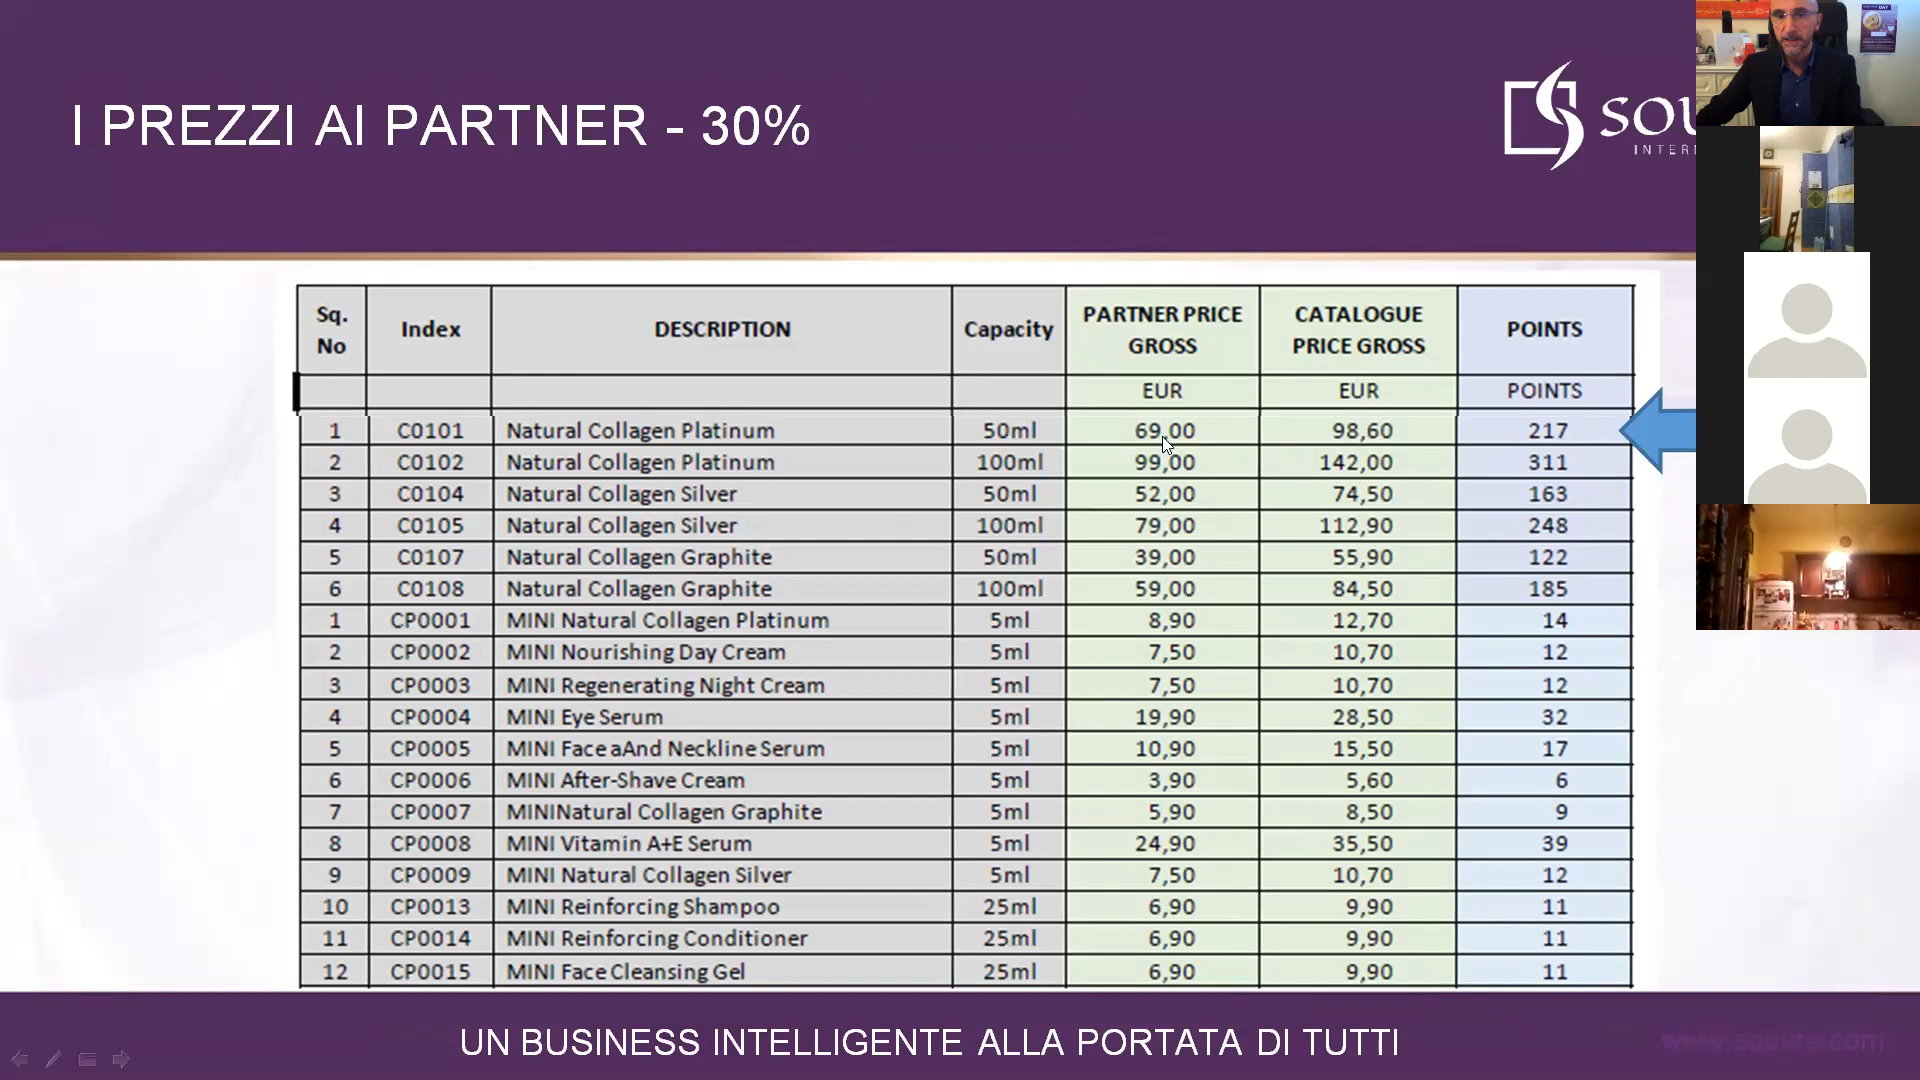 I PREZZI AI PARTNER - 30%
SOU
INTER
DAY
Sq. No Index DESCRIPTION Capacity PARTNER PRICE GROSS CATALOGUE PRICE GROSS POINTS
EUR EUR POINTS
1 C0101 Natural Collagen Platinum 50ml 69,00 98,60 217
2 C0102 Natural Collagen Platinum 100ml 99,00 142,00 311
3 C0104 Natural Collagen Silver 50ml 52,00 74,50 163
4 C0105 Natural Collagen Silver 100ml 79,00 112,90 248
5 C0107 Natural Collagen Graphite 50ml 39,00 55,90 122
6 C0108 Natural Collagen Graphite 100ml 59,00 84,50 185
1 CP0001 MINI Natural Collagen Platinum 5ml 8,90 12,70 14
2 CP0002 MINI Nourishing Day Cream 5ml 7,50 10,70 12
3 CP0003 MINI Regenerating Night Cream 5ml 7,50 10,70 12
4 CP0004 MINI Eye Serum 5ml 19,90 28,50 32
5 CP0005 MINI Face aAnd Neckline Serum 5ml 10,90 15,50 17
6 CP0006 MINI After-Shave Cream 5ml 3,90 5,60 6
7 CP0007 MININatural Collagen Graphite 5ml 5,90 8,50 9
8 CP0008 MINI Vitamin A+E Serum 5ml 24,90 35,50 39
9 CP0009 MINI Natural Collagen Silver 5ml 7,50 10,70 12
10 CP0013 MINI Reinforcing Shampoo 25ml 6,90 9,90 11
11 CP0014 MINI Reinforcing Conditioner 25ml 6,90 9,90 11
12 CP0015 MINI Face Cleansing Gel 25ml 6,90 9,90 11
UN BUSINESS INTELLIGENTE ALLA PORTATA DI TUTTI
www.souvre.com